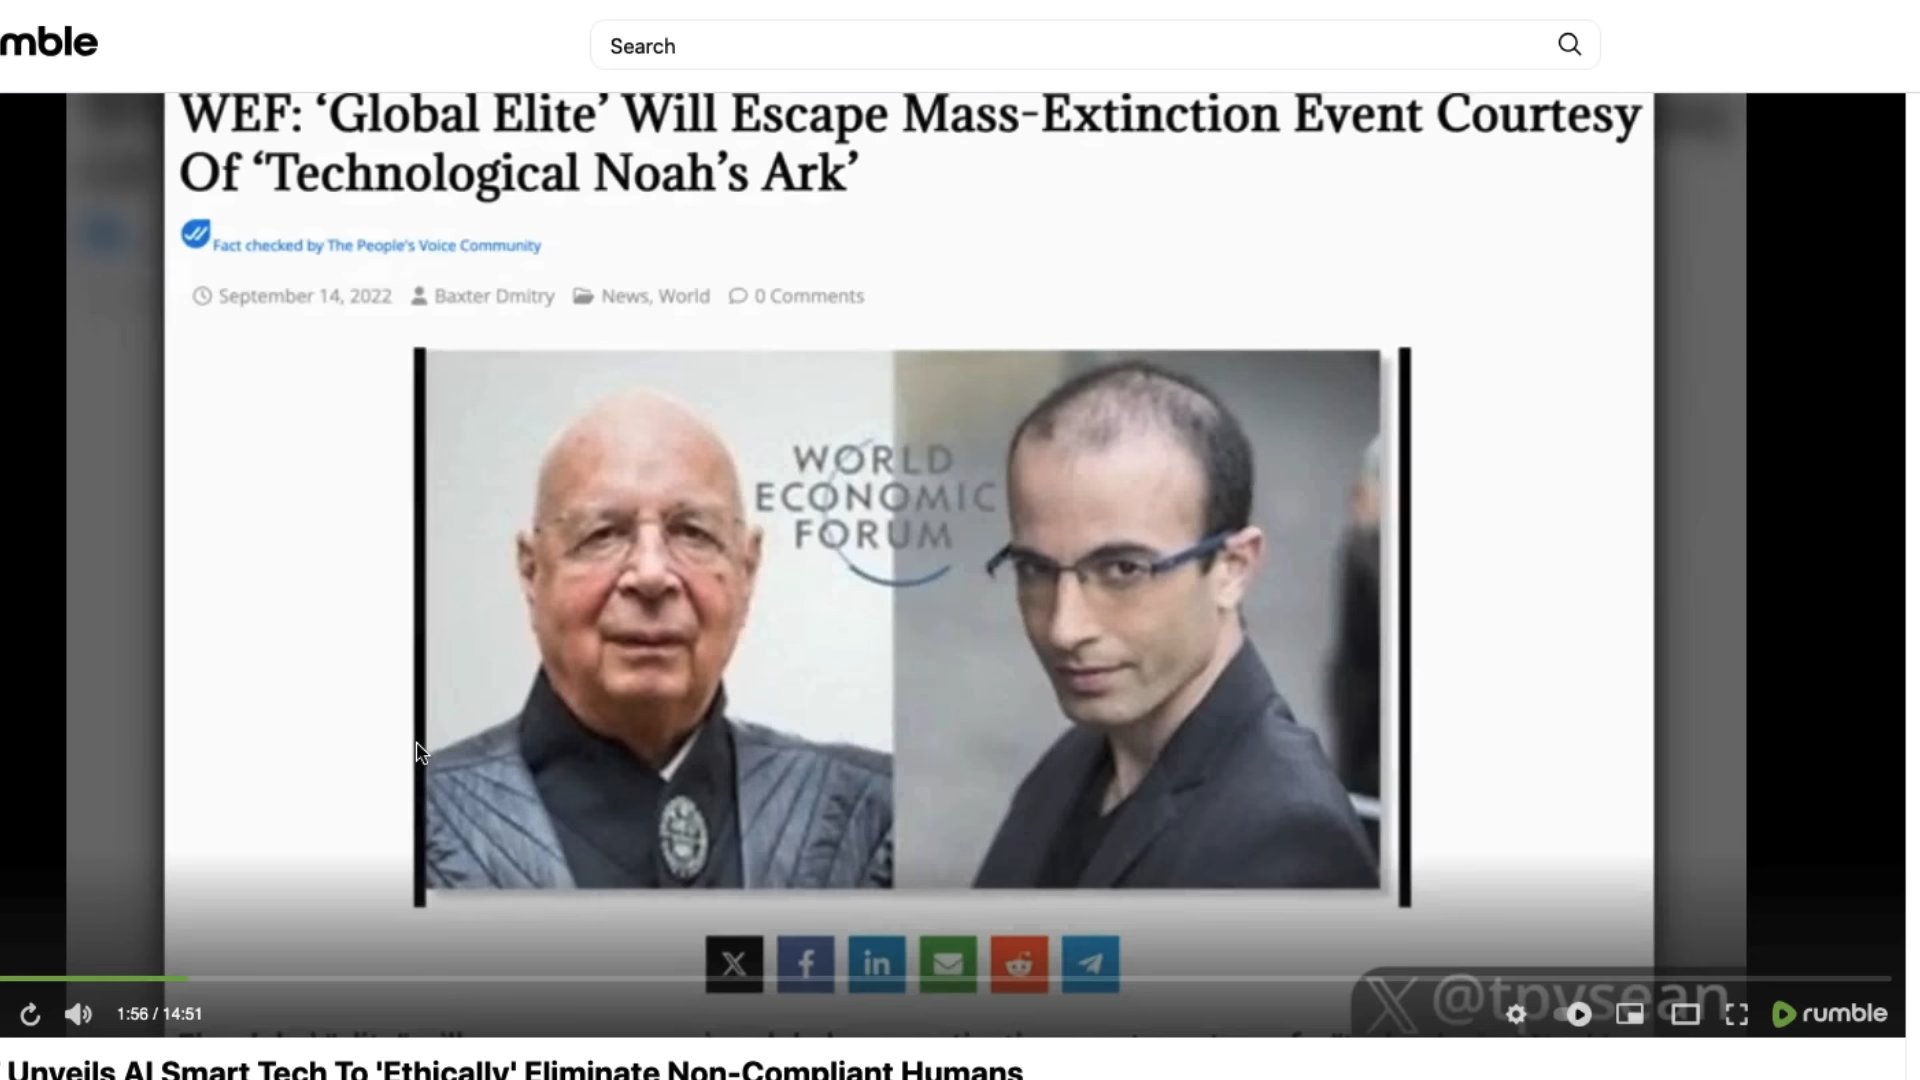 mble
Search
WEF: ‘Global Elite’ Will Escape Mass-Extinction Event Courtesy
Of ‘Technological Noah’s Ark’
Fact checked by The People's Voice Community
September 14, 2022 Baxter Dmitry News, World 0 Comments
WORLD
ECONOMIC
FORUM
@tpvsean
1:56 / 14:51
rumble
Unveils AI Smart Tech To 'Ethically' Eliminate Non-Compliant Humans